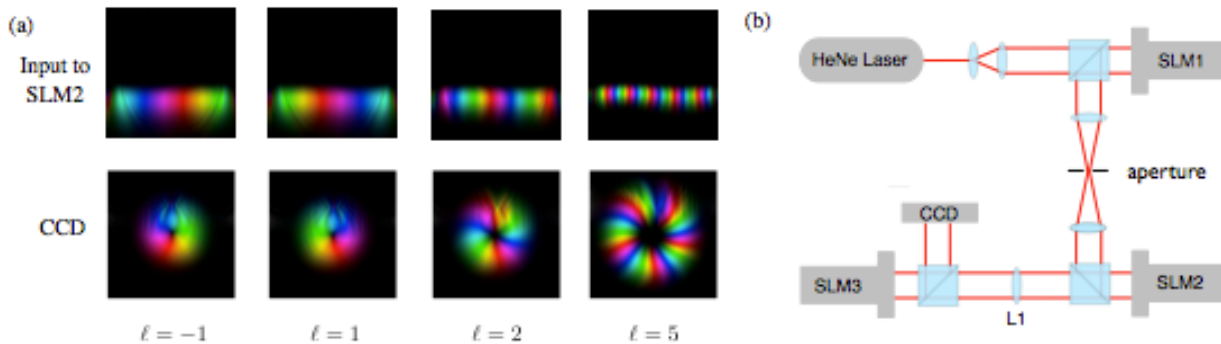 (a)
Input to
SLM2
CCD
ℓ = −1
ℓ = 1
ℓ = 2
ℓ = 5
(b)
HeNe Laser
SLM1
aperture
CCD
SLM3
SLM2
L1